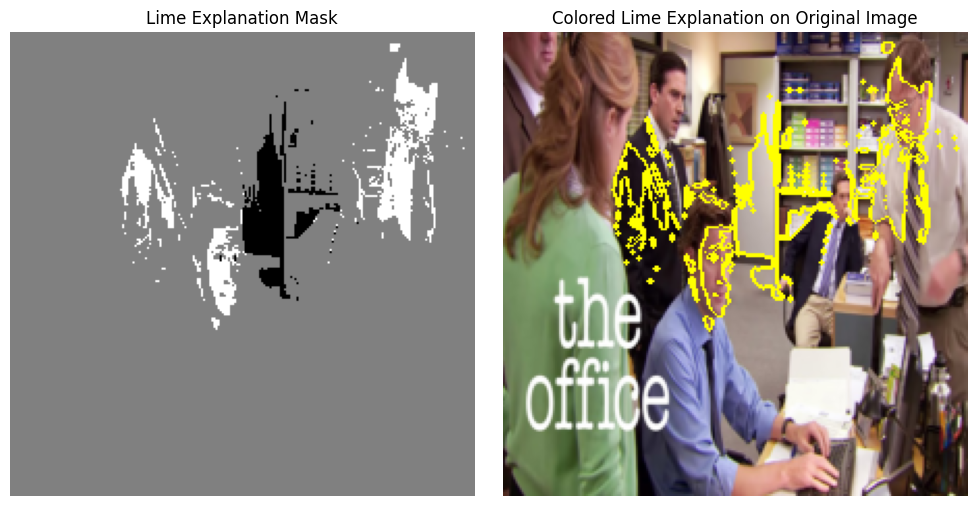 Lime Explanation Mask
Colored Lime Explanation on Original Image
the
office